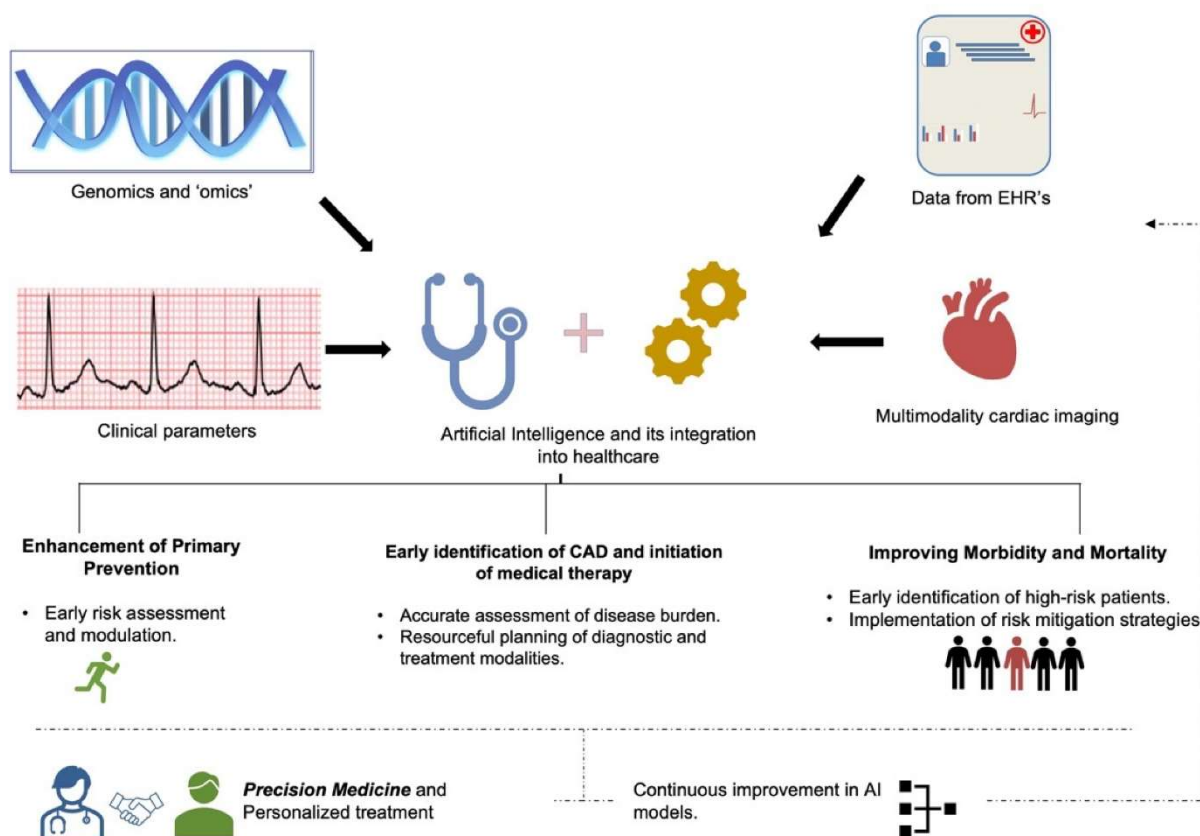 Genomics and ‘omics’
Data from EHR’s
Clinical parameters
Multimodality cardiac imaging
Artificial Intelligence and its integration
into healthcare
Enhancement of Primary
Prevention
• Early risk assessment
and modulation.
Early identification of CAD and initiation
of medical therapy
• Accurate assessment of disease burden.
• Resourceful planning of diagnostic and
treatment modalities.
Improving Morbidity and Mortality
• Early identification of high-risk patients.
• Implementation of risk mitigation strategies
Precision Medicine and
Personalized treatment
Continuous improvement in AI
models.